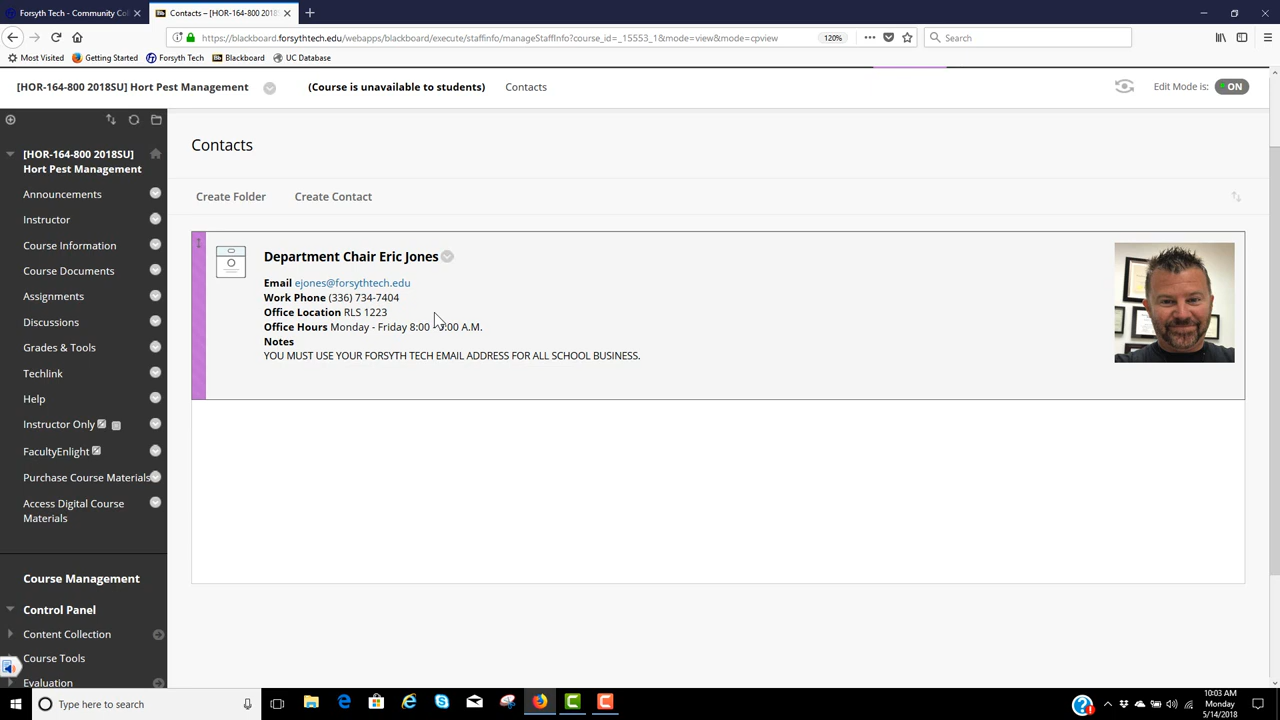 Forsyth Tech - Community Col
Contacts – [HOR-164-800 2018SU
https://blackboard.forsythtech.edu/webapps/blackboard/execute/staffinfo/manageStaffInfo?course_id=_15553_1&mode=view&mode=cpview
120%
Search
Most Visited
Getting Started
Forsyth Tech
Blackboard
UC Database
[HOR-164-800 2018SU] Hort Pest Management
(Course is unavailable to students)
Contacts
Edit Mode is:
ON
[HOR-164-800 2018SU]
Hort Pest Management
Announcements
Instructor
Course Information
Course Documents
Assignments
Discussions
Grades & Tools
Techlink
Help
Instructor Only
FacultyEnlight
Purchase Course Materials
Access Digital Course
Materials
Course Management
Control Panel
Content Collection
Course Tools
Evaluation
Contacts
Create Folder
Create Contact
Department Chair Eric Jones
Email ejones@forsythtech.edu
Work Phone (336) 734-7404
Office Location RLS 1223
Office Hours Monday - Friday 8:00 :00 A.M.
Notes
YOU MUST USE YOUR FORSYTH TECH EMAIL ADDRESS FOR ALL SCHOOL BUSINESS.
Type here to search
10:03 AM
Monday
5/14/2018